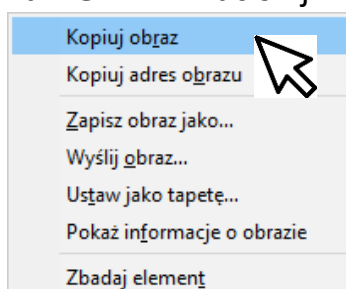 Kopiuj obraz
Kopiuj adres obrazu
Zapisz obraz jako...
Wyślij obraz...
Ustaw jako tapetę...
Pokaż informacje o obrazie
Zbadaj element